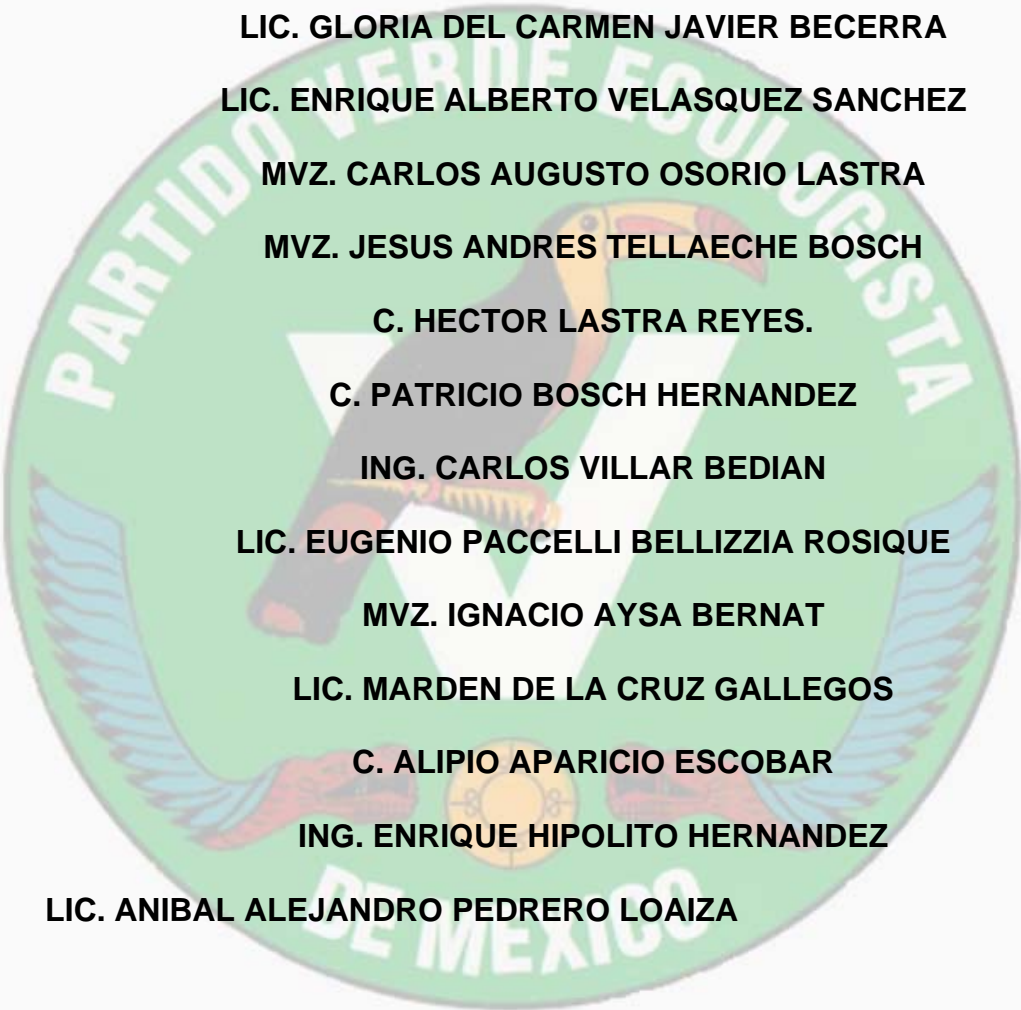 LIC. GLORIA DEL CARMEN JAVIER BECERRA
LIC. ENRIQUE ALBERTO VELASQUEZ SANCHEZ
MVZ. CARLOS AUGUSTO OSORIO LASTRA
MVZ. JESUS ANDRES TELLAECHE BOSCH
C. HECTOR LASTRA REYES.
C. PATRICIO BOSCH HERNANDEZ
ING. CARLOS VILLAR BEDIAN
LIC. EUGENIO PACCELLI BELLIZZIA ROSIQUE
MVZ. IGNACIO AYSA BERNAT
LIC. MARDEN DE LA CRUZ GALLEGOS
C. ALIPIO APARICIO ESCOBAR
ING. ENRIQUE HIPOLITO HERNANDEZ
LIC. ANIBAL ALEJANDRO PEDRERO LOAIZA
PARTIDO VERDE ECOLOGISTA
DE MEXICO